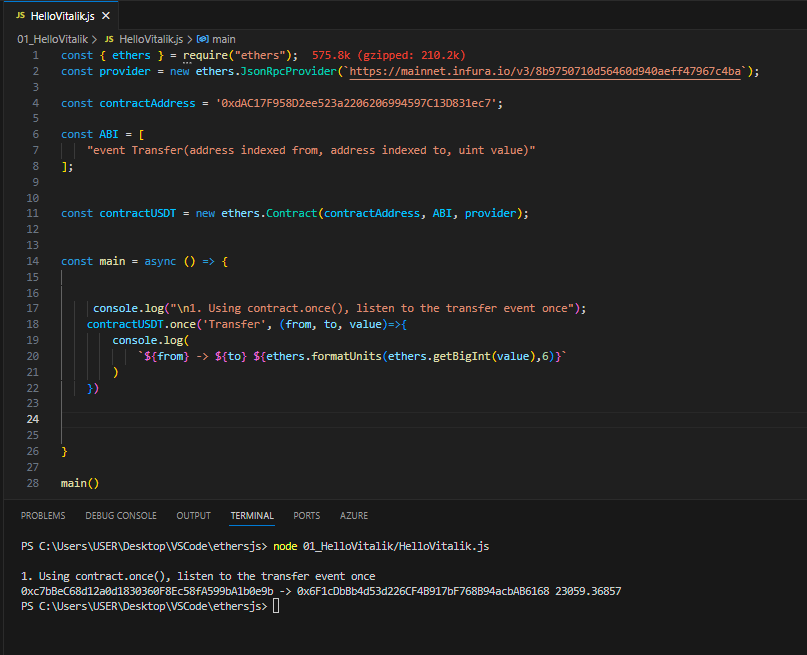 JS HelloVitalik.js ×
01_HelloVitalik > JS HelloVitalik.js > main
1 const { ethers } = require("ethers"); 575.8k (gzipped: 210.2k)
2 const provider = new ethers.JsonRpcProvider(`https://mainnet.infura.io/v3/8b9750710d56460d940aeff47967c4ba`);
3
4 const contractAddress = '0xdAC17F958D2ee523a2206206994597C13D831ec7';
5
6 const ABI = [
7 "event Transfer(address indexed from, address indexed to, uint value)"
8 ];
9
10
11 const contractUSDT = new ethers.Contract(contractAddress, ABI, provider);
12
13
14 const main = async () => {
15
16
17 console.log("\n1. Using contract.once(), listen to the transfer event once");
18 contractUSDT.once('Transfer', (from, to, value)=>{
19 console.log(
20 `${from} -> ${to} ${ethers.formatUnits(ethers.getBigInt(value),6)}`
21 )
22 })
23
24
25
26 }
27
28 main()
PROBLEMS DEBUG CONSOLE OUTPUT TERMINAL PORTS AZURE
PS C:\Users\USER\Desktop\VSCode\ethersjs> node 01_HelloVitalik/HelloVitalik.js
1. Using contract.once(), listen to the transfer event once
0xc7bBeC68d12a0d1830360F8Ec58fA599bA1b0e9b -> 0x6F1cDbBb4d53d226CF4B917bF768B94acbAB6168 23059.36857
PS C:\Users\USER\Desktop\VSCode\ethersjs>